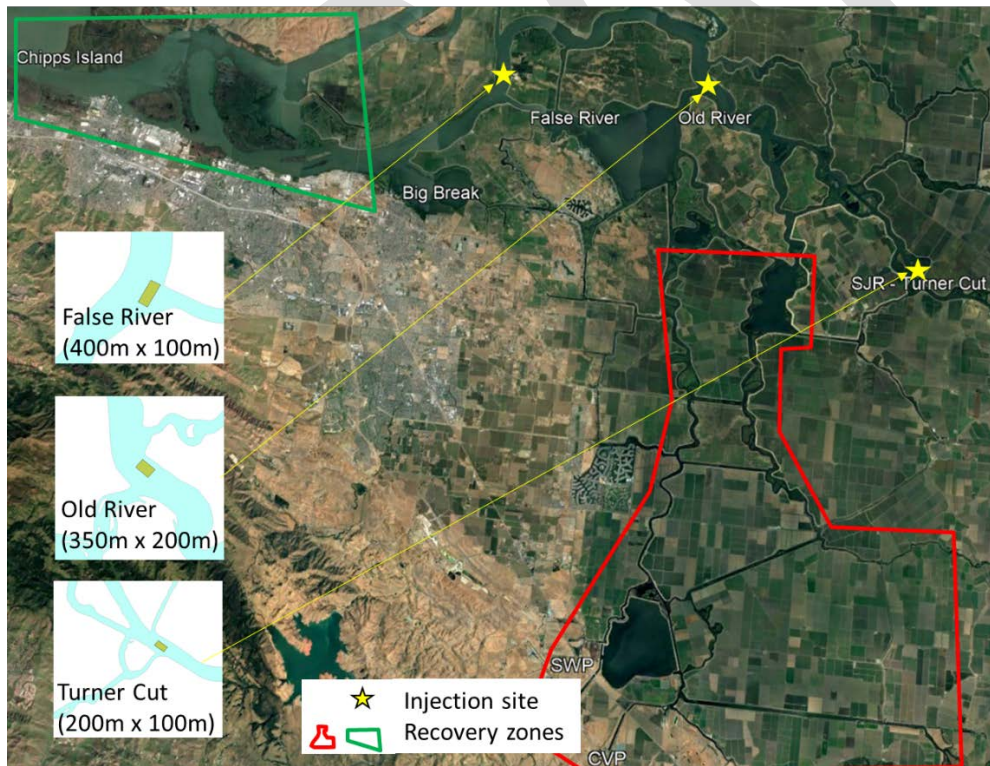 Chipps Island
False River
Old River
Big Break
SJR - Turner Cut
False River
(400m x 100m)
Old River
(350m x 200m)
Turner Cut
(200m x 100m)
SWP
CVP
Injection site
Recovery zones